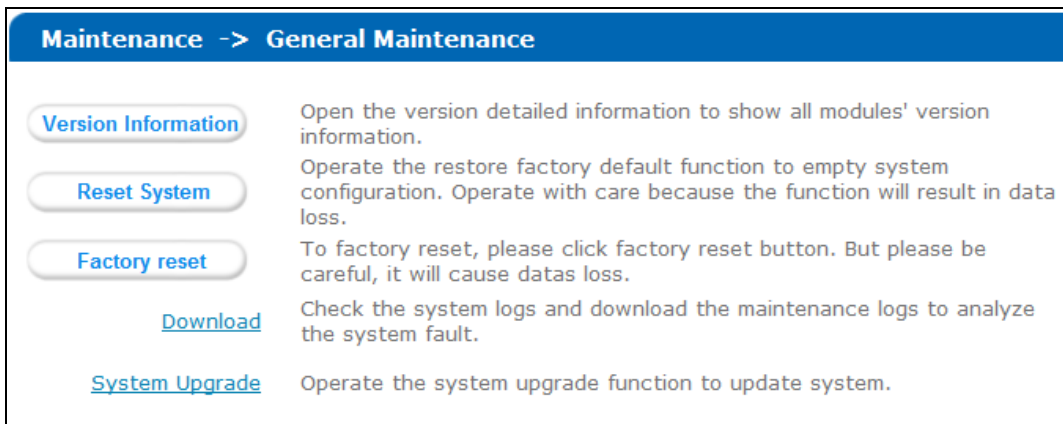 Maintenance -> General Maintenance
Version Information
Open the version detailed information to show all modules' version
information.
Reset System
Operate the restore factory default function to empty system
configuration. Operate with care because the function will result in data
loss.
Factory reset
To factory reset, please click factory reset button. But please be
careful, it will cause datas loss.
Download
Check the system logs and download the maintenance logs to analyze
the system fault.
System Upgrade
Operate the system upgrade function to update system.